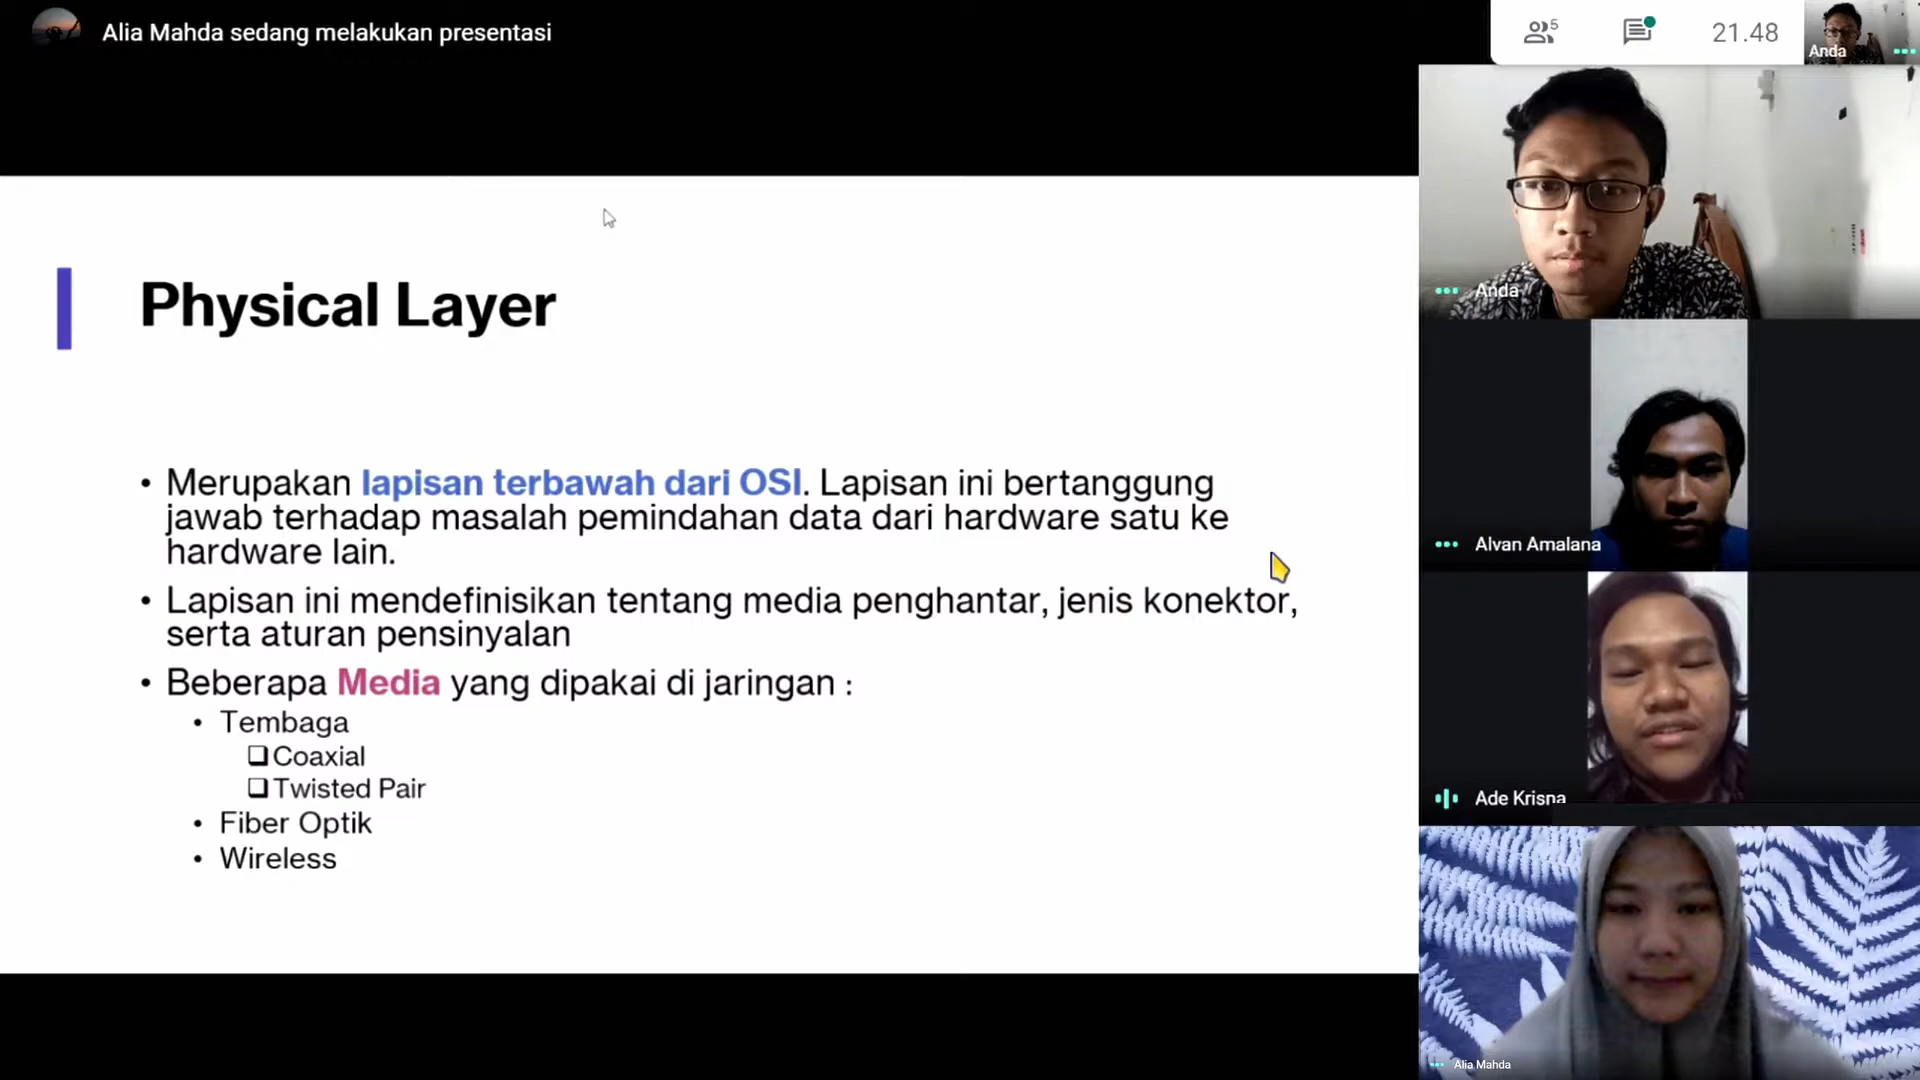 Alia Mahda sedang melakukan presentasi
5
21.48
Anda
Physical Layer
• Merupakan lapisan terbawah dari OSI. Lapisan ini bertanggung
jawab terhadap masalah pemindahan data dari hardware satu ke
hardware lain.
• Lapisan ini mendefinisikan tentang media penghantar, jenis konektor,
serta aturan pensinyalan
• Beberapa Media yang dipakai di jaringan :
• Tembaga
❑ Coaxial
❑ Twisted Pair
• Fiber Optik
• Wireless
Anda
Alvan Amalana
Ade Krisna
Alia Mahda